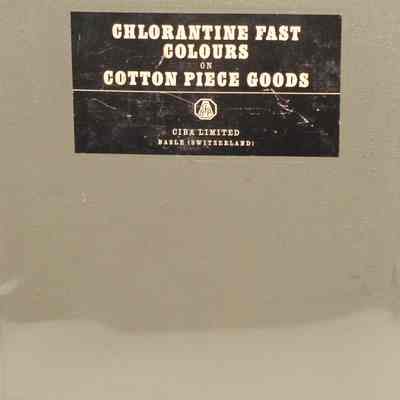 CHLORANTINE FAST
COLOURS
ON
COTTON PIECE GOODS
CIBA LIMITED
BASLE (SWITZERLAND)